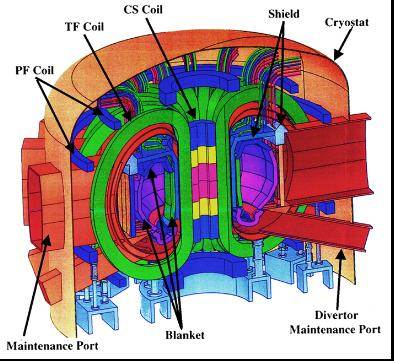 CS Coil
Shield
Cryostat
TF Coil
PF Coil
Maintenance Port
Blanket
Divertor
Maintenance Port